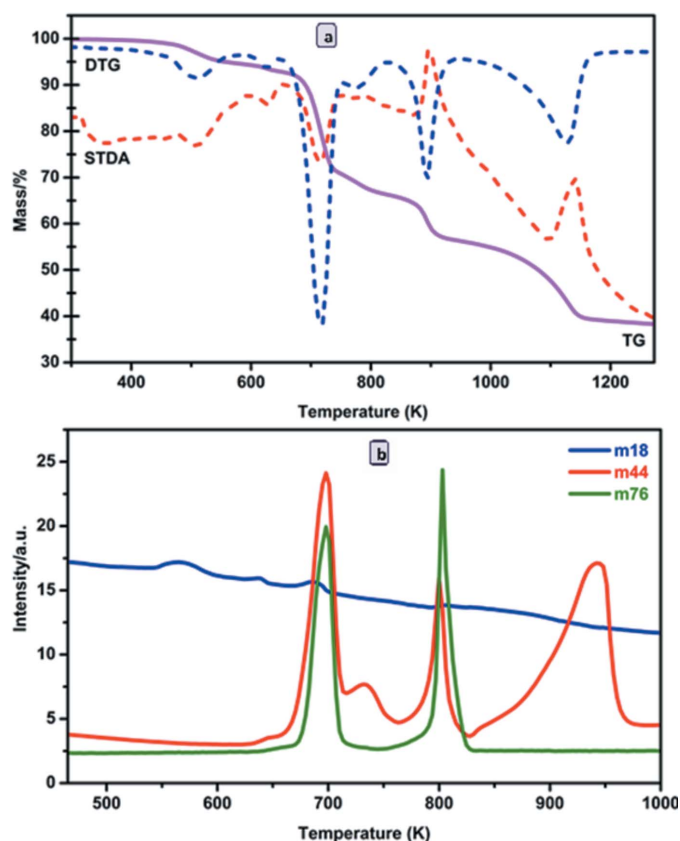 a
100
90
80
70
60
50
40
30
Mass/%
DTG
STDA
TG
400 600 800 1000 1200
Temperature (K)
b
m18
m44
m76
25
20
15
10
5
0
Intensity/a.u.
500 600 700 800 900 1000
Temperature (K)